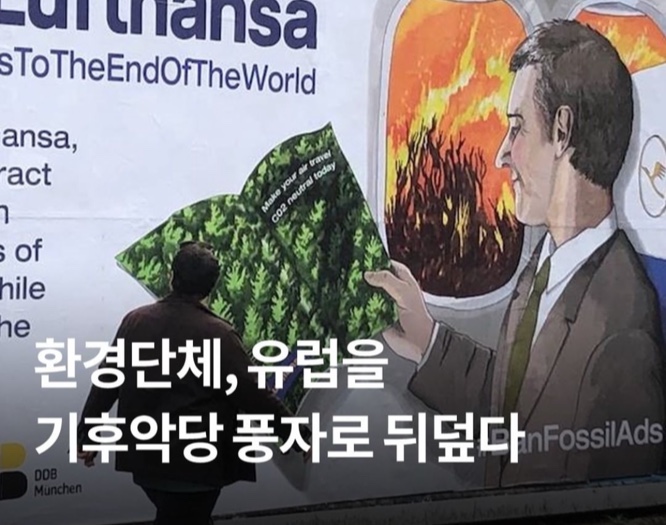 Lufthansa
sToTheEndOfTheWorld
ansa,
ract
s of
hile
he
Make your air travel
CO2 neutral today
환경단체, 유럽을
기후악당 풍자로 뒤덮다
#BanFossilAds
DDB
München